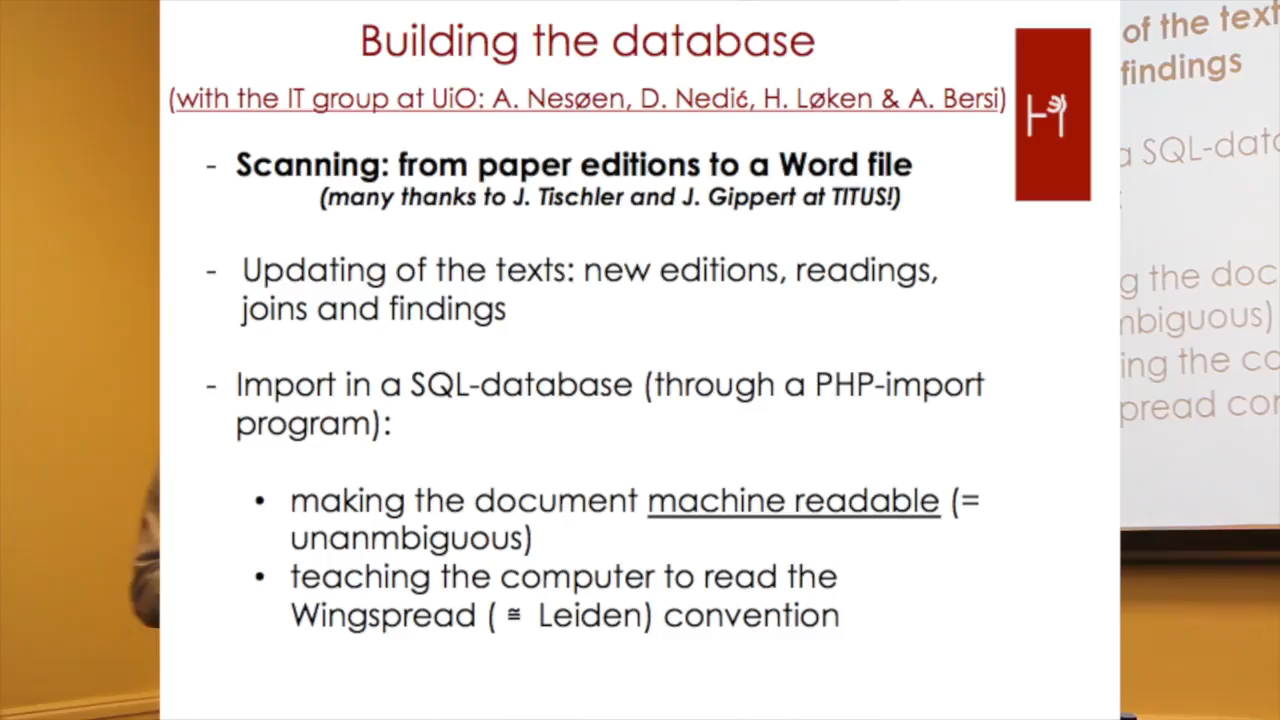 Building the database
(with the IT group at UiO: A. Nesøen, D. Nedić, H. Løken & A. Bersi)
- Scanning: from paper editions to a Word file
(many thanks to J. Tischler and J. Gippert at TITUS!)
- Updating of the texts: new editions, readings,
joins and findings
- Import in a SQL-database (through a PHP-import
program):
• making the document machine readable (=
unanmbiguous)
• teaching the computer to read the
Wingspread ( ≅ Leiden) convention
of the text
findings
a SQL-data
g the doc
mbiguous)
ing the co
pread con